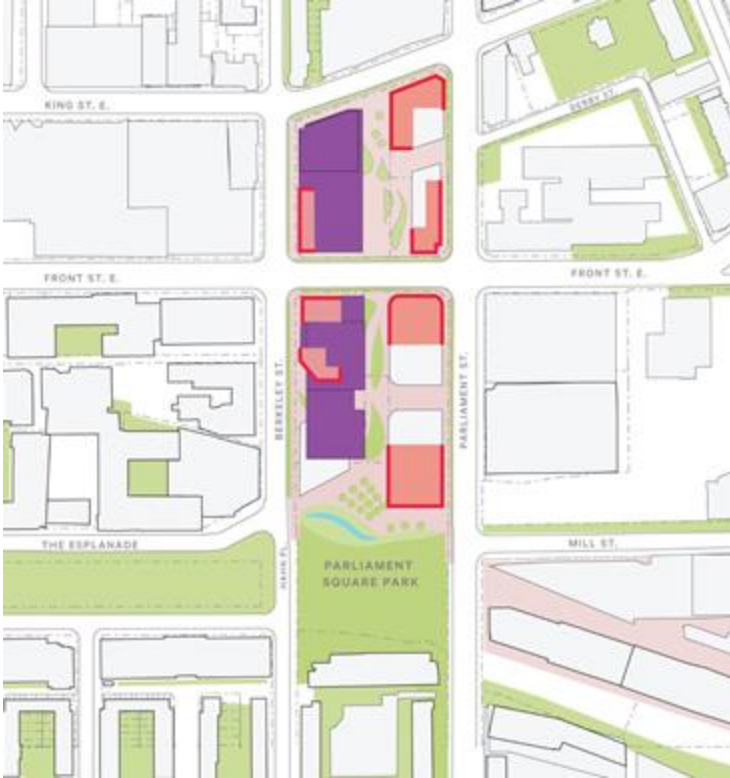 KING ST. E.
DERBY ST.
FRONT ST. E.
FRONT ST. E.
BERKELEY ST.
PARLIAMENT ST.
THE ESPLANADE
MILL ST.
HAHN PL.
PARLIAMENT
SQUARE PARK